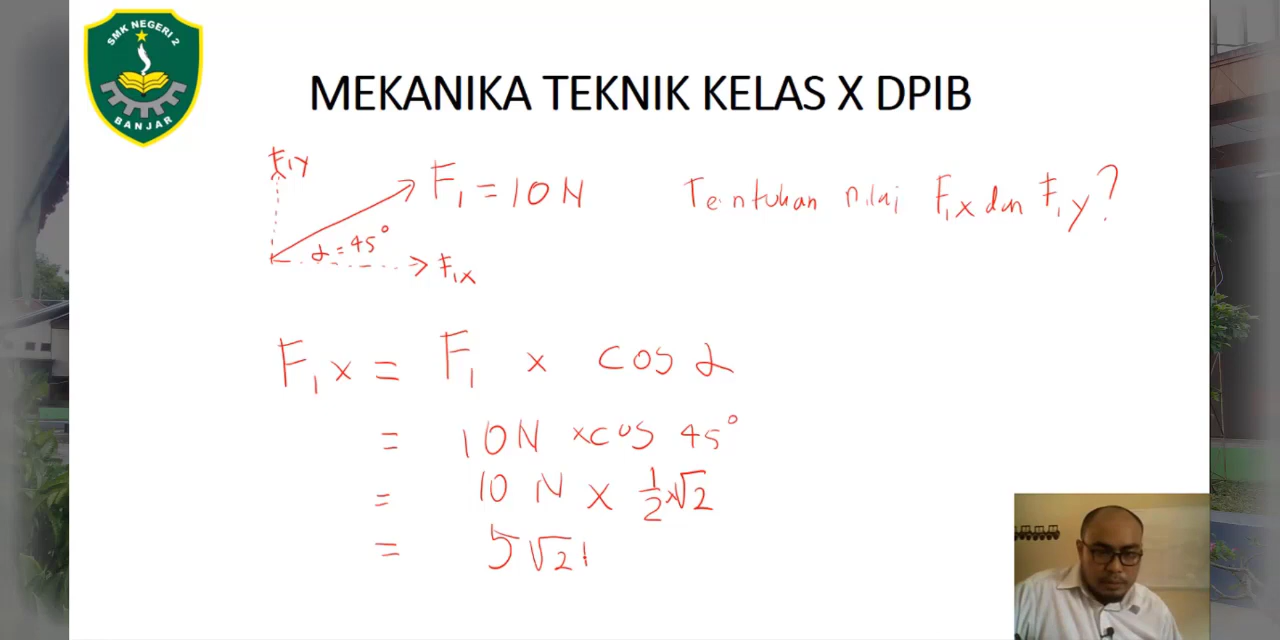 SMK NEGERI 2
BANJAR
MEKANIKA TEKNIK KELAS X DPIB
F₁y
F₁ = 10 N
α = 45°
F₁x
Tentukan nilai F₁x dan F₁y?
F₁x = F₁ x cos α
= 10 N x cos 45°
= 10 N x 1/2 x √2
= 5 √2